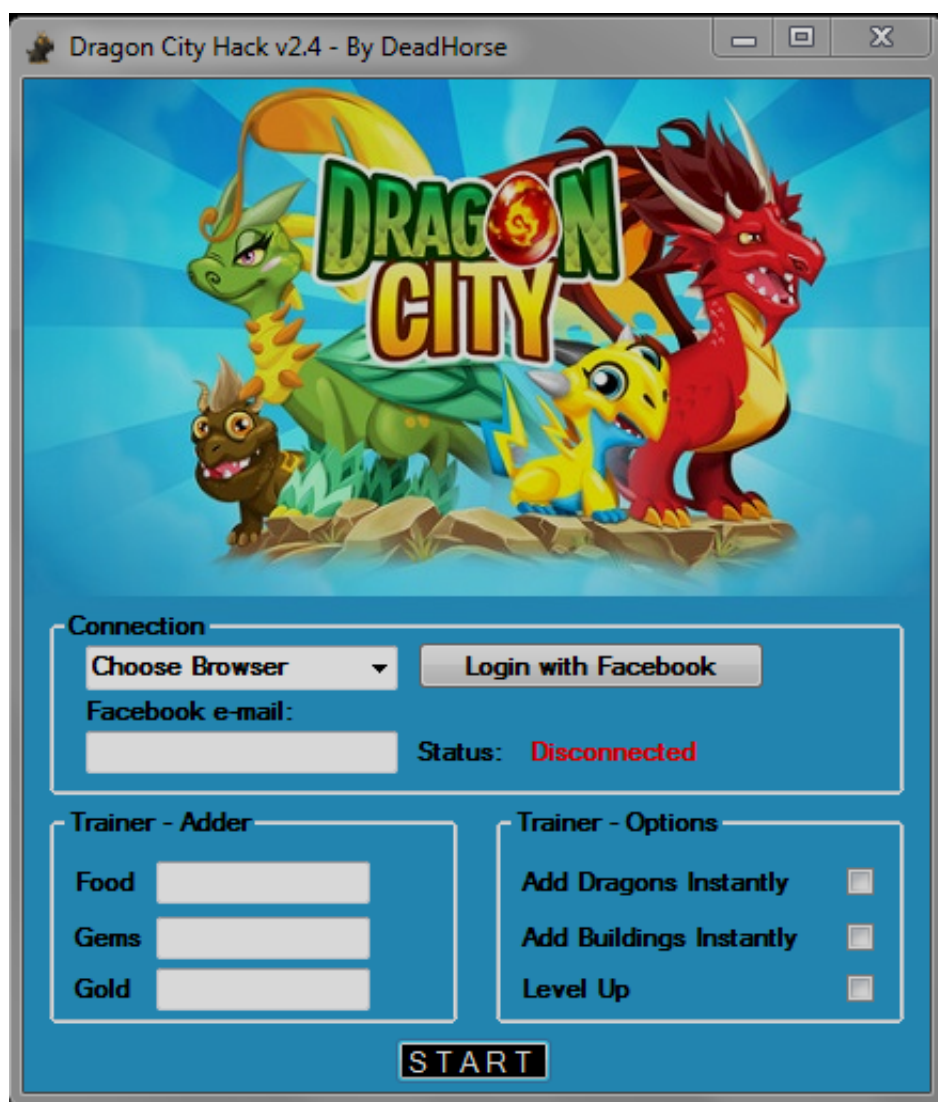 Dragon City Hack v2.4 - By DeadHorse
DRAGON
CITY
Connection
Choose Browser
Login with Facebook
Facebook e-mail:
Status: Disconnected
Trainer - Adder
Food
Gems
Gold
Trainer - Options
Add Dragons Instantly
Add Buildings Instantly
Level Up
START